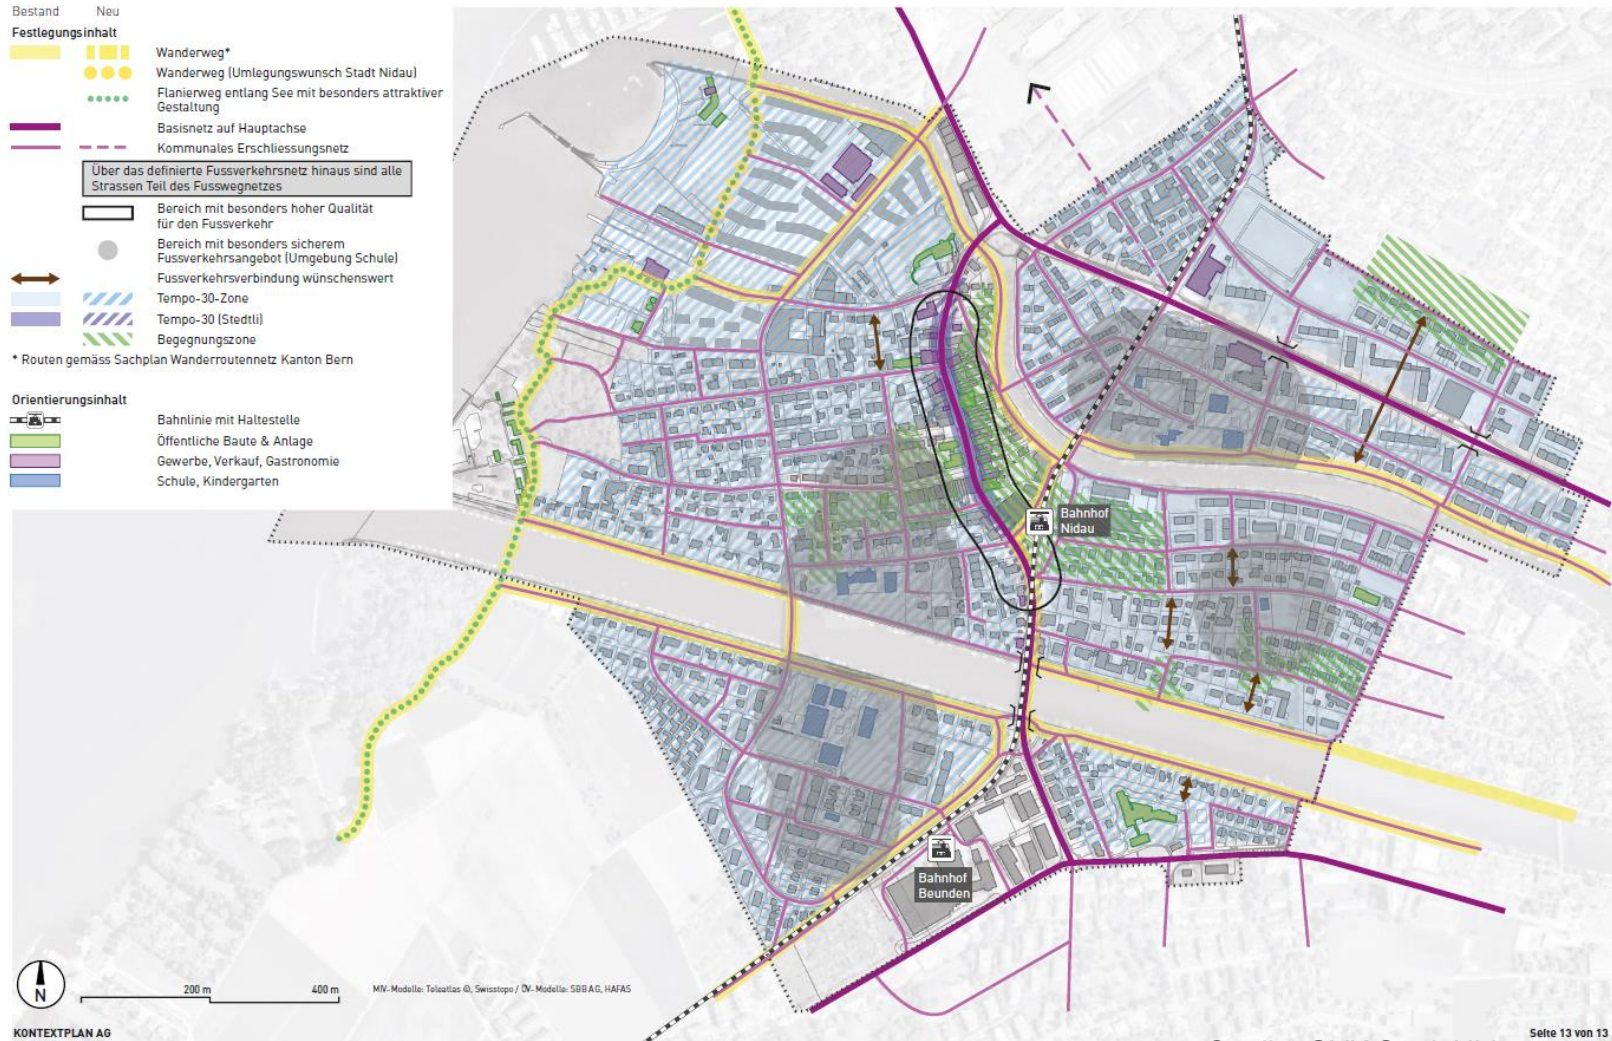 Bestand Neu
Festlegungsinhalt
Wanderweg*
Wanderweg (Umlegungswunsch Stadt Nidau)
Flanierweg entlang See mit besonders attraktiver
Gestaltung
Basisnetz auf Hauptachse
Kommunales Erschliessungsnetz
Über das definierte Fussverkehrsnetz hinaus sind alle
Strassen Teil des Fusswegnetzes
Bereich mit besonders hoher Qualität
für den Fussverkehr
Bereich mit besonders sicherem
Fussverkehrsangebot (Umgebung Schule)
Fussverkehrsverbindung wünschenswert
Tempo-30-Zone
Tempo-30 (Stedtli)
Begegnungszone
* Routen gemäss Sachplan Wanderroutennetz Kanton Bern
Orientierungsinhalt
Bahnlinie mit Haltestelle
Öffentliche Baute & Anlage
Gewerbe, Verkauf, Gastronomie
Schule, Kindergarten
Bahnhof
Nidau
Bahnhof
Beunden
N
200 m
400 m
MIV-Modelle: Teleatlas ©, Swisstopo / ÖV-Modelle: SBB AG, HAFAS
KONTEXTPLAN AG
Seite 13 von 13